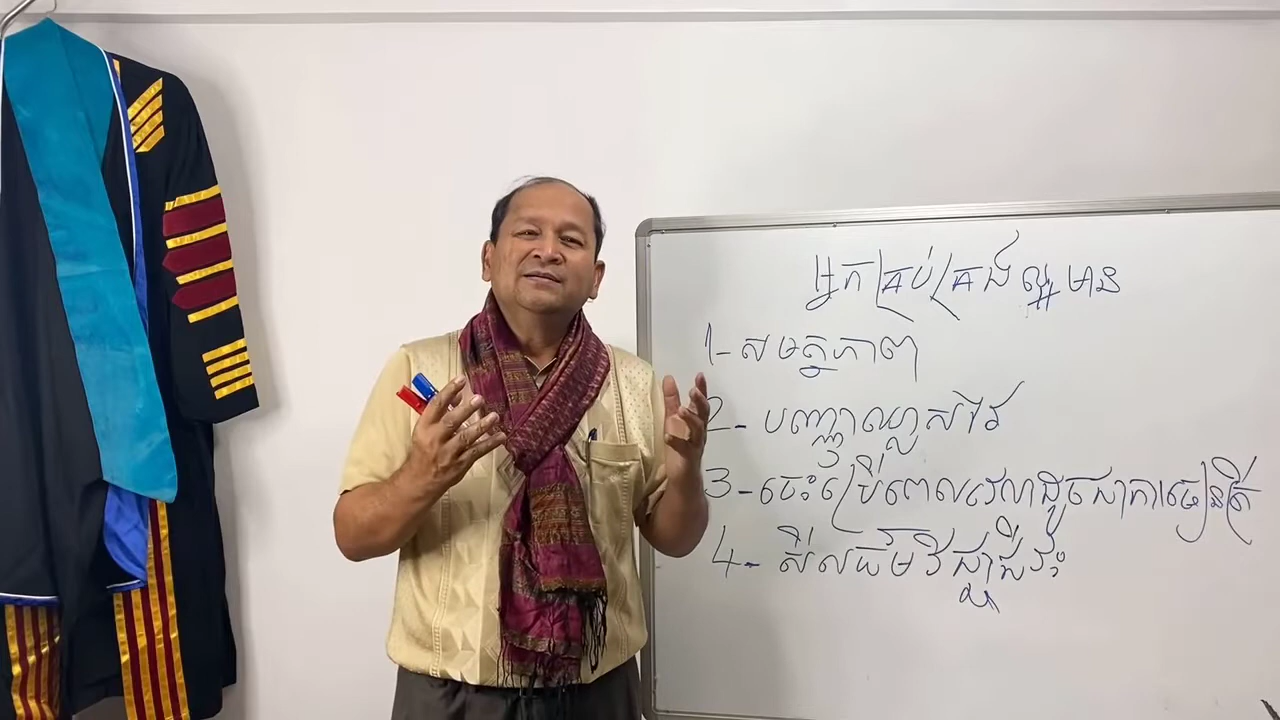 អ្នកគ្រប់គ្រងល្អមាន
1- សមត្ថភាព
2- បញ្ញាឈ្លាសវៃ
3- ចេះប្រើពេលវេលាដូច
4- សីលធម៌វិជ្ជាជីវៈ